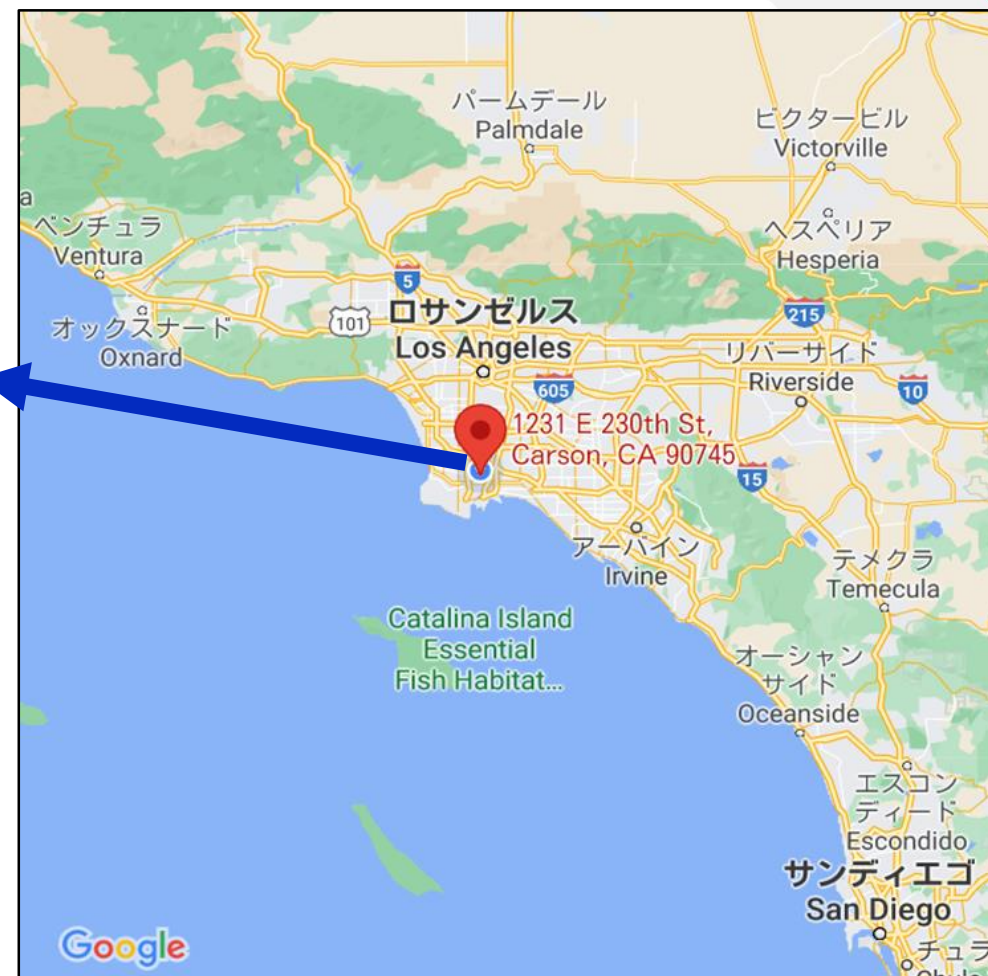 パームデール
Palmdale
ビクタービル
Victorville
a
ベンチュラ
Ventura
ヘスペリア
Hesperia
5
215
オックスナード
Oxnard
101
ロサンゼルス
Los Angeles
リバーサイド
Riverside
605
10
1231 E 230th St,
Carson, CA 90745
15
アーバイン
Irvine
テメクラ
Temecula
Catalina Island
Essential
Fish Habitat...
オーシャン
サイド
Oceanside
エスコン
ディード
Escondido
サンディエゴ
San Diego
Google
チュラ